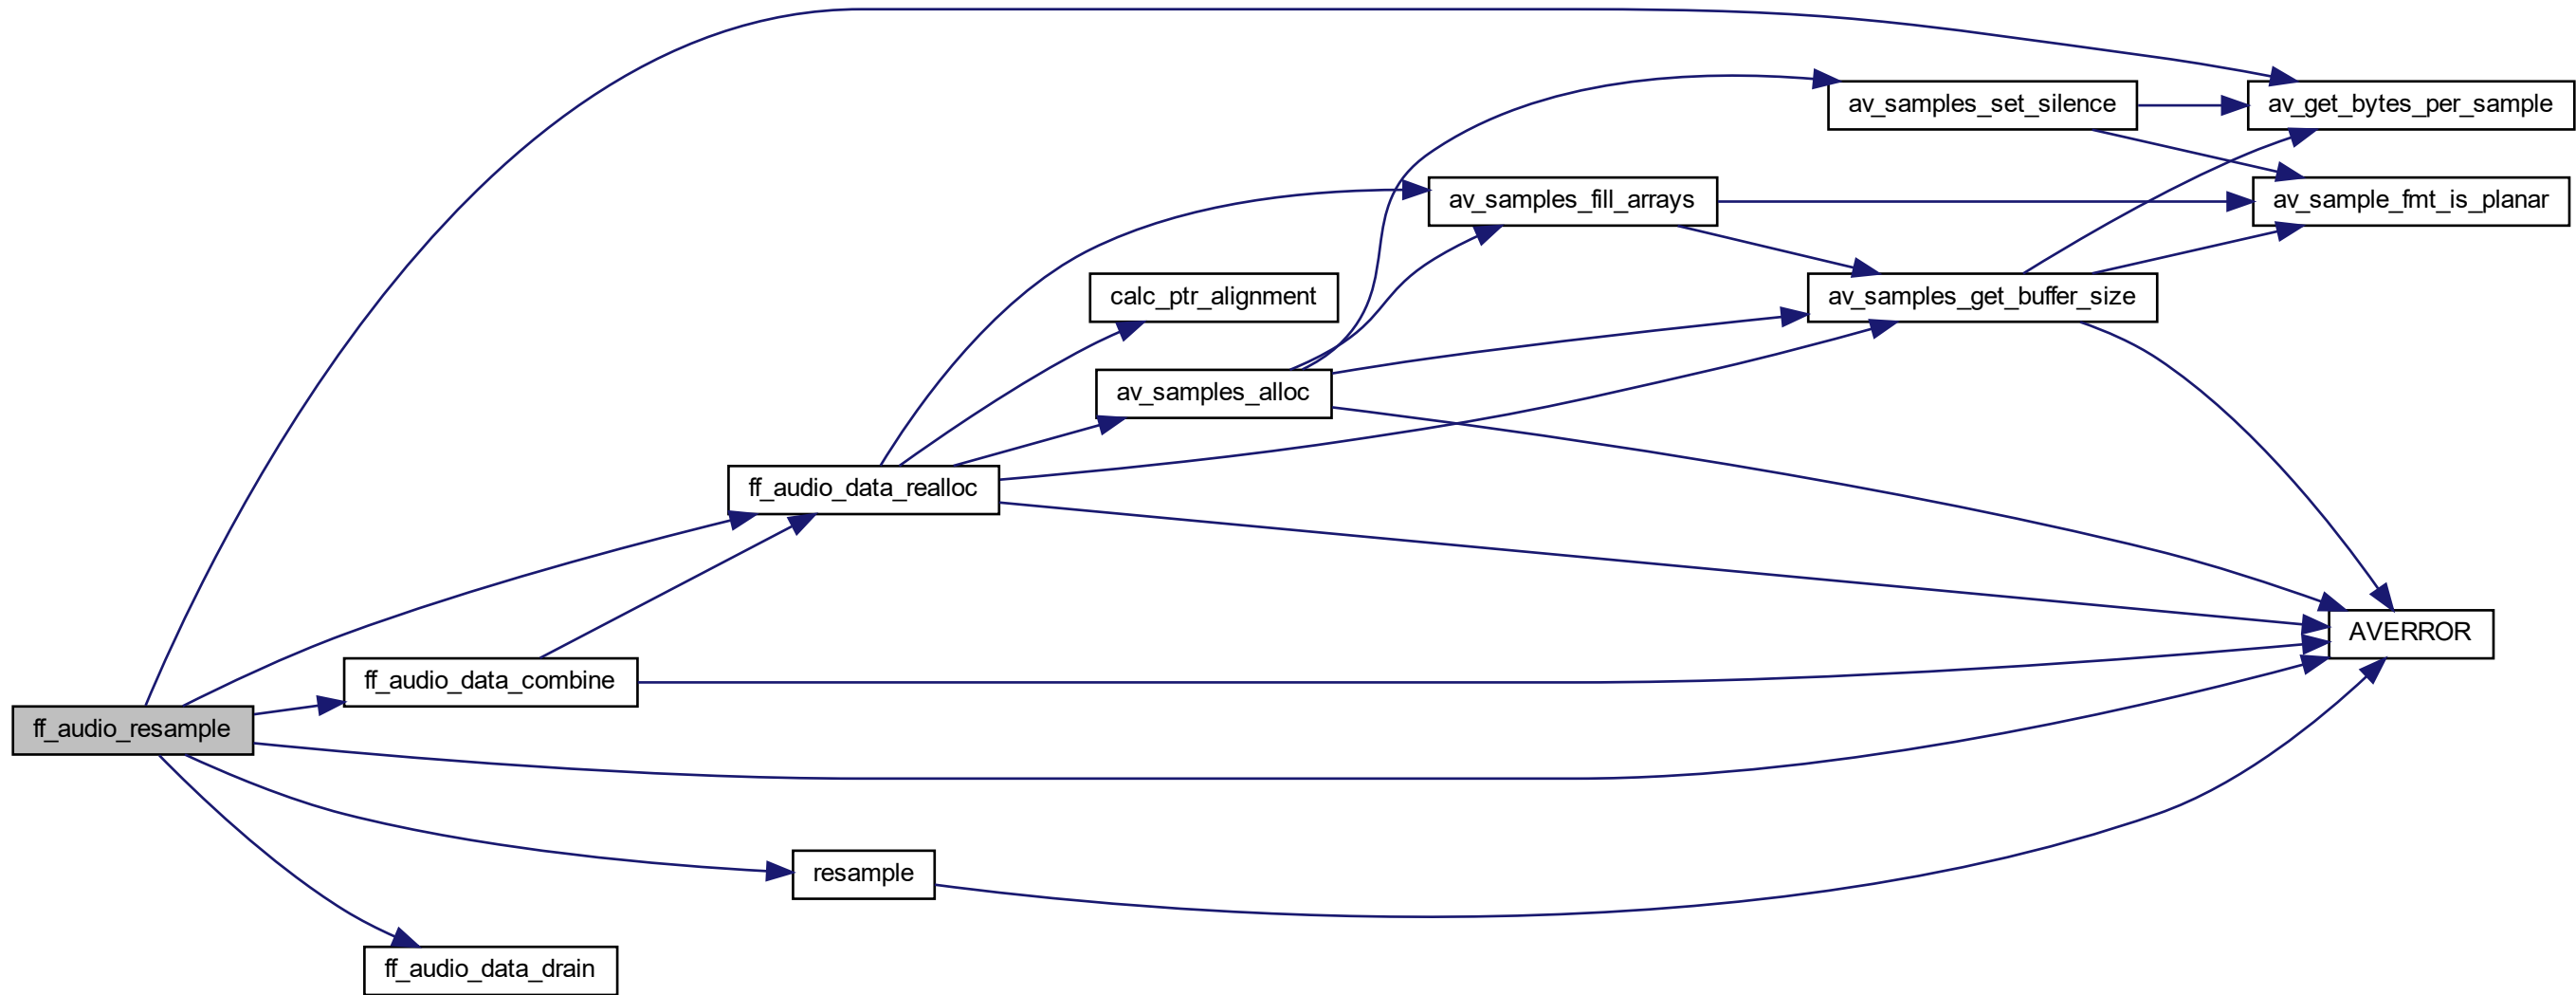 av_samples_set_silence
av_get_bytes_per_sample
av_samples_fill_arrays
av_sample_fmt_is_planar
calc_ptr_alignment
av_samples_get_buffer_size
av_samples_alloc
ff_audio_data_realloc
AVERROR
ff_audio_data_combine
ff_audio_resample
resample
ff_audio_data_drain